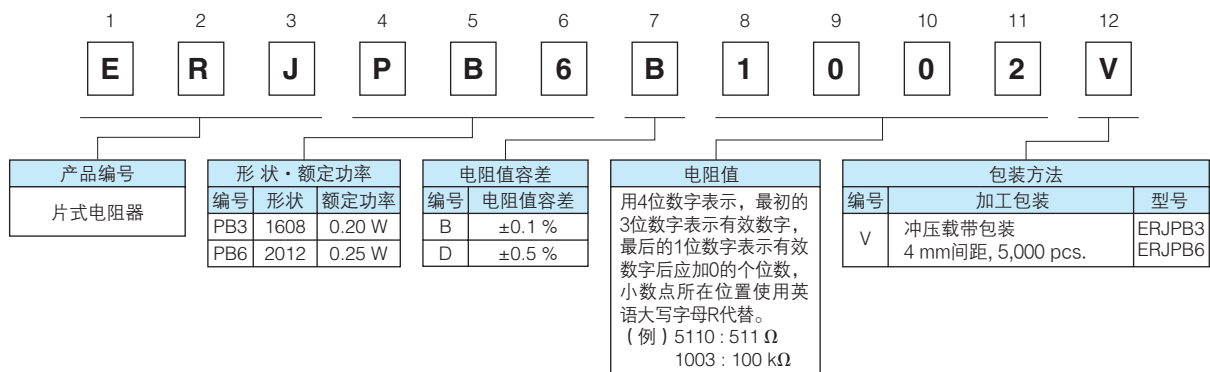 1 2 3 4 5 6 7 8 9 10 11 12
E R J P B 6 B 1 0 0 2 V
产品编号
片式电阻器
形 状・额定功率
编号 形状 额定功率
PB3 1608 0.20 W
PB6 2012 0.25 W
电阻值容差
编号 电阻值容差
B ±0.1 %
D ±0.5 %
电阻值
用4位数字表示，最初的
3位数字表示有效数字，
最后的1位数字表示有效
数字后应加0的个位数，
小数点所在位置使用英
语大写字母R代替。
（例）5110 : 511 Ω
1003 : 100 kΩ
包装方法
编号 加工包装 型号
V 冲压载带包装 ERJPB3
4 mm间距, 5,000 pcs. ERJPB6